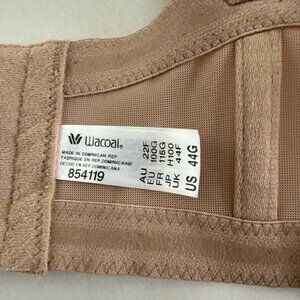 Wacoal®
MADE IN DOMINICAN REP.
FABRIQUE EN REP. DOMINICAINE
HECHO EN REP. DOMINICANA
854119
AU 22F
EU 100G
FR 115G
JP H100
UK 44F
US 44G